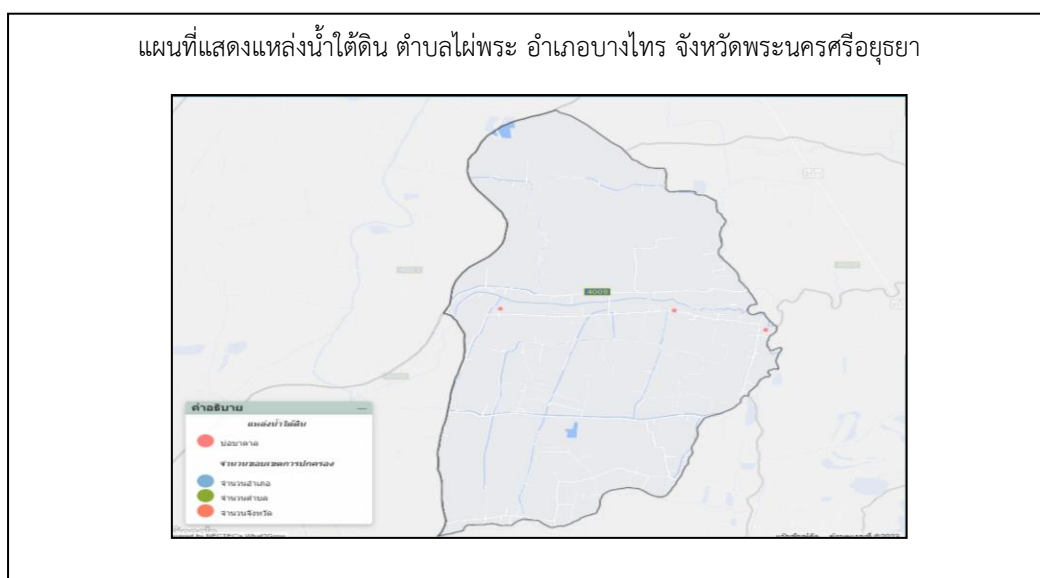 แผนที่แสดงแหล่งน้ำใต้ดิน ตำบลไผ่พระ อำเภอบางไทร จังหวัดพระนครศรีอยุธยา
4009
คำอธิบาย
แหล่งน้ำใต้ดิน
บ่อบาดาล
จำนวนขอบเขตการปกครอง
จำนวนอำเภอ
จำนวนตำบล
จำนวนจังหวัด